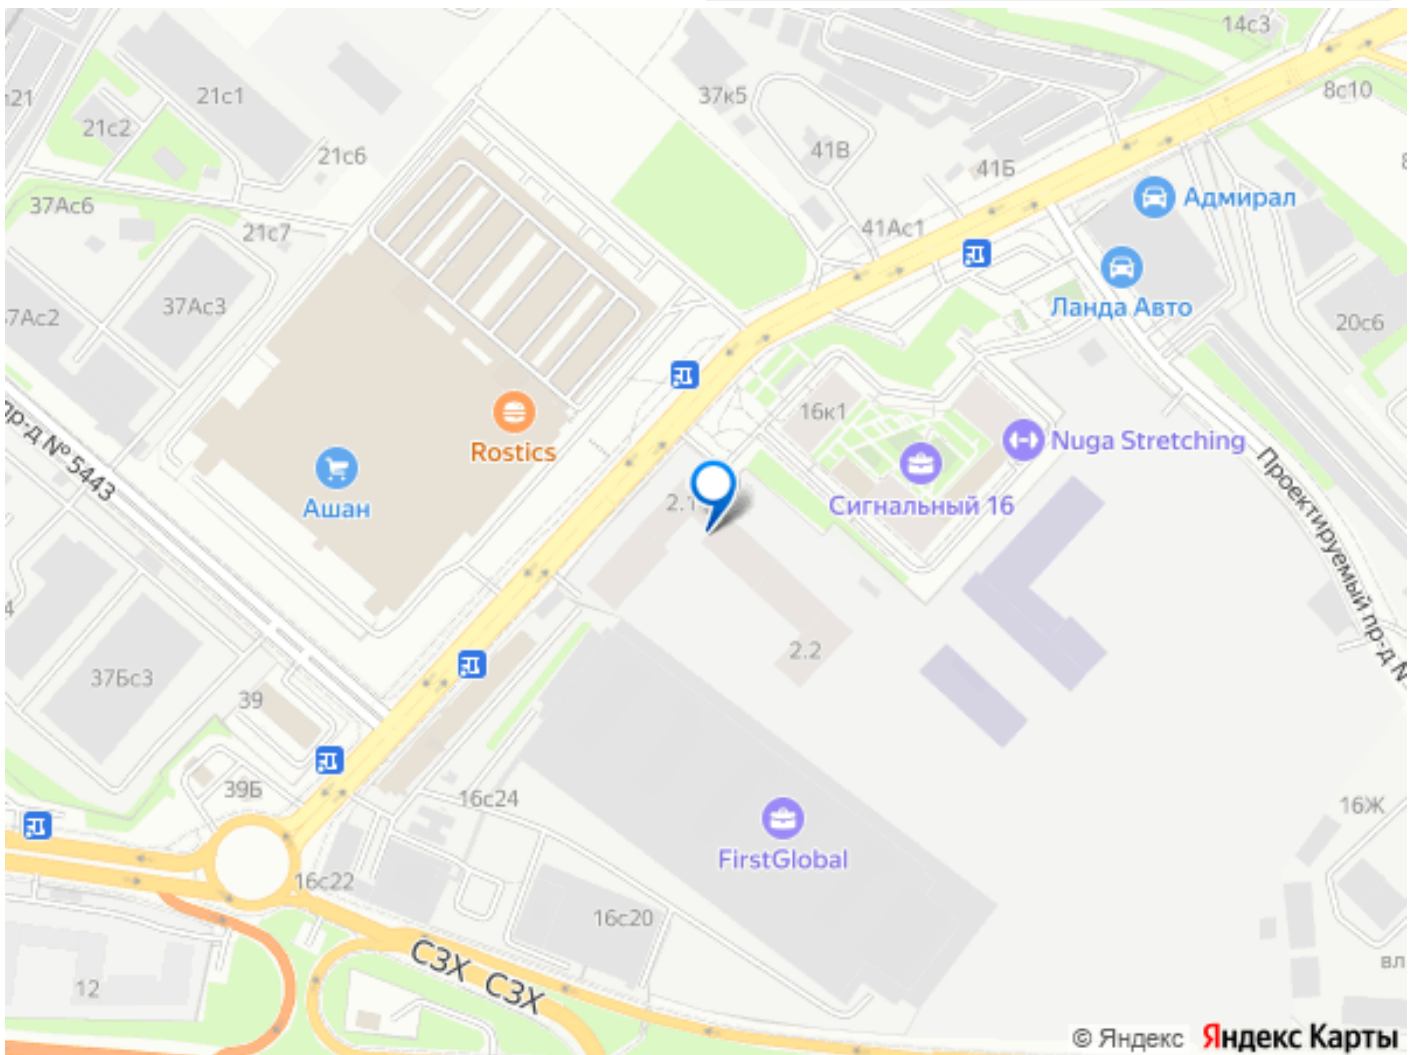 14с3
21с1
37к5
8с10
21с2
21с6
41В
41Б
37Ас6
Адмирал
21с7
41Ас1
37Ас3
Ланда Авто
20с6
16к1
Rostics
Nuga Stretching
Ашан
пр-д № 5443
Сигнальный 16
Проектируемый пр-д №
2.2
37Бс3
39
39Б
16с24
16Ж
FirstGlobal
16с22
16с20
СЗХ СЗХ
12
вл
© Яндекс Яндекс Карты